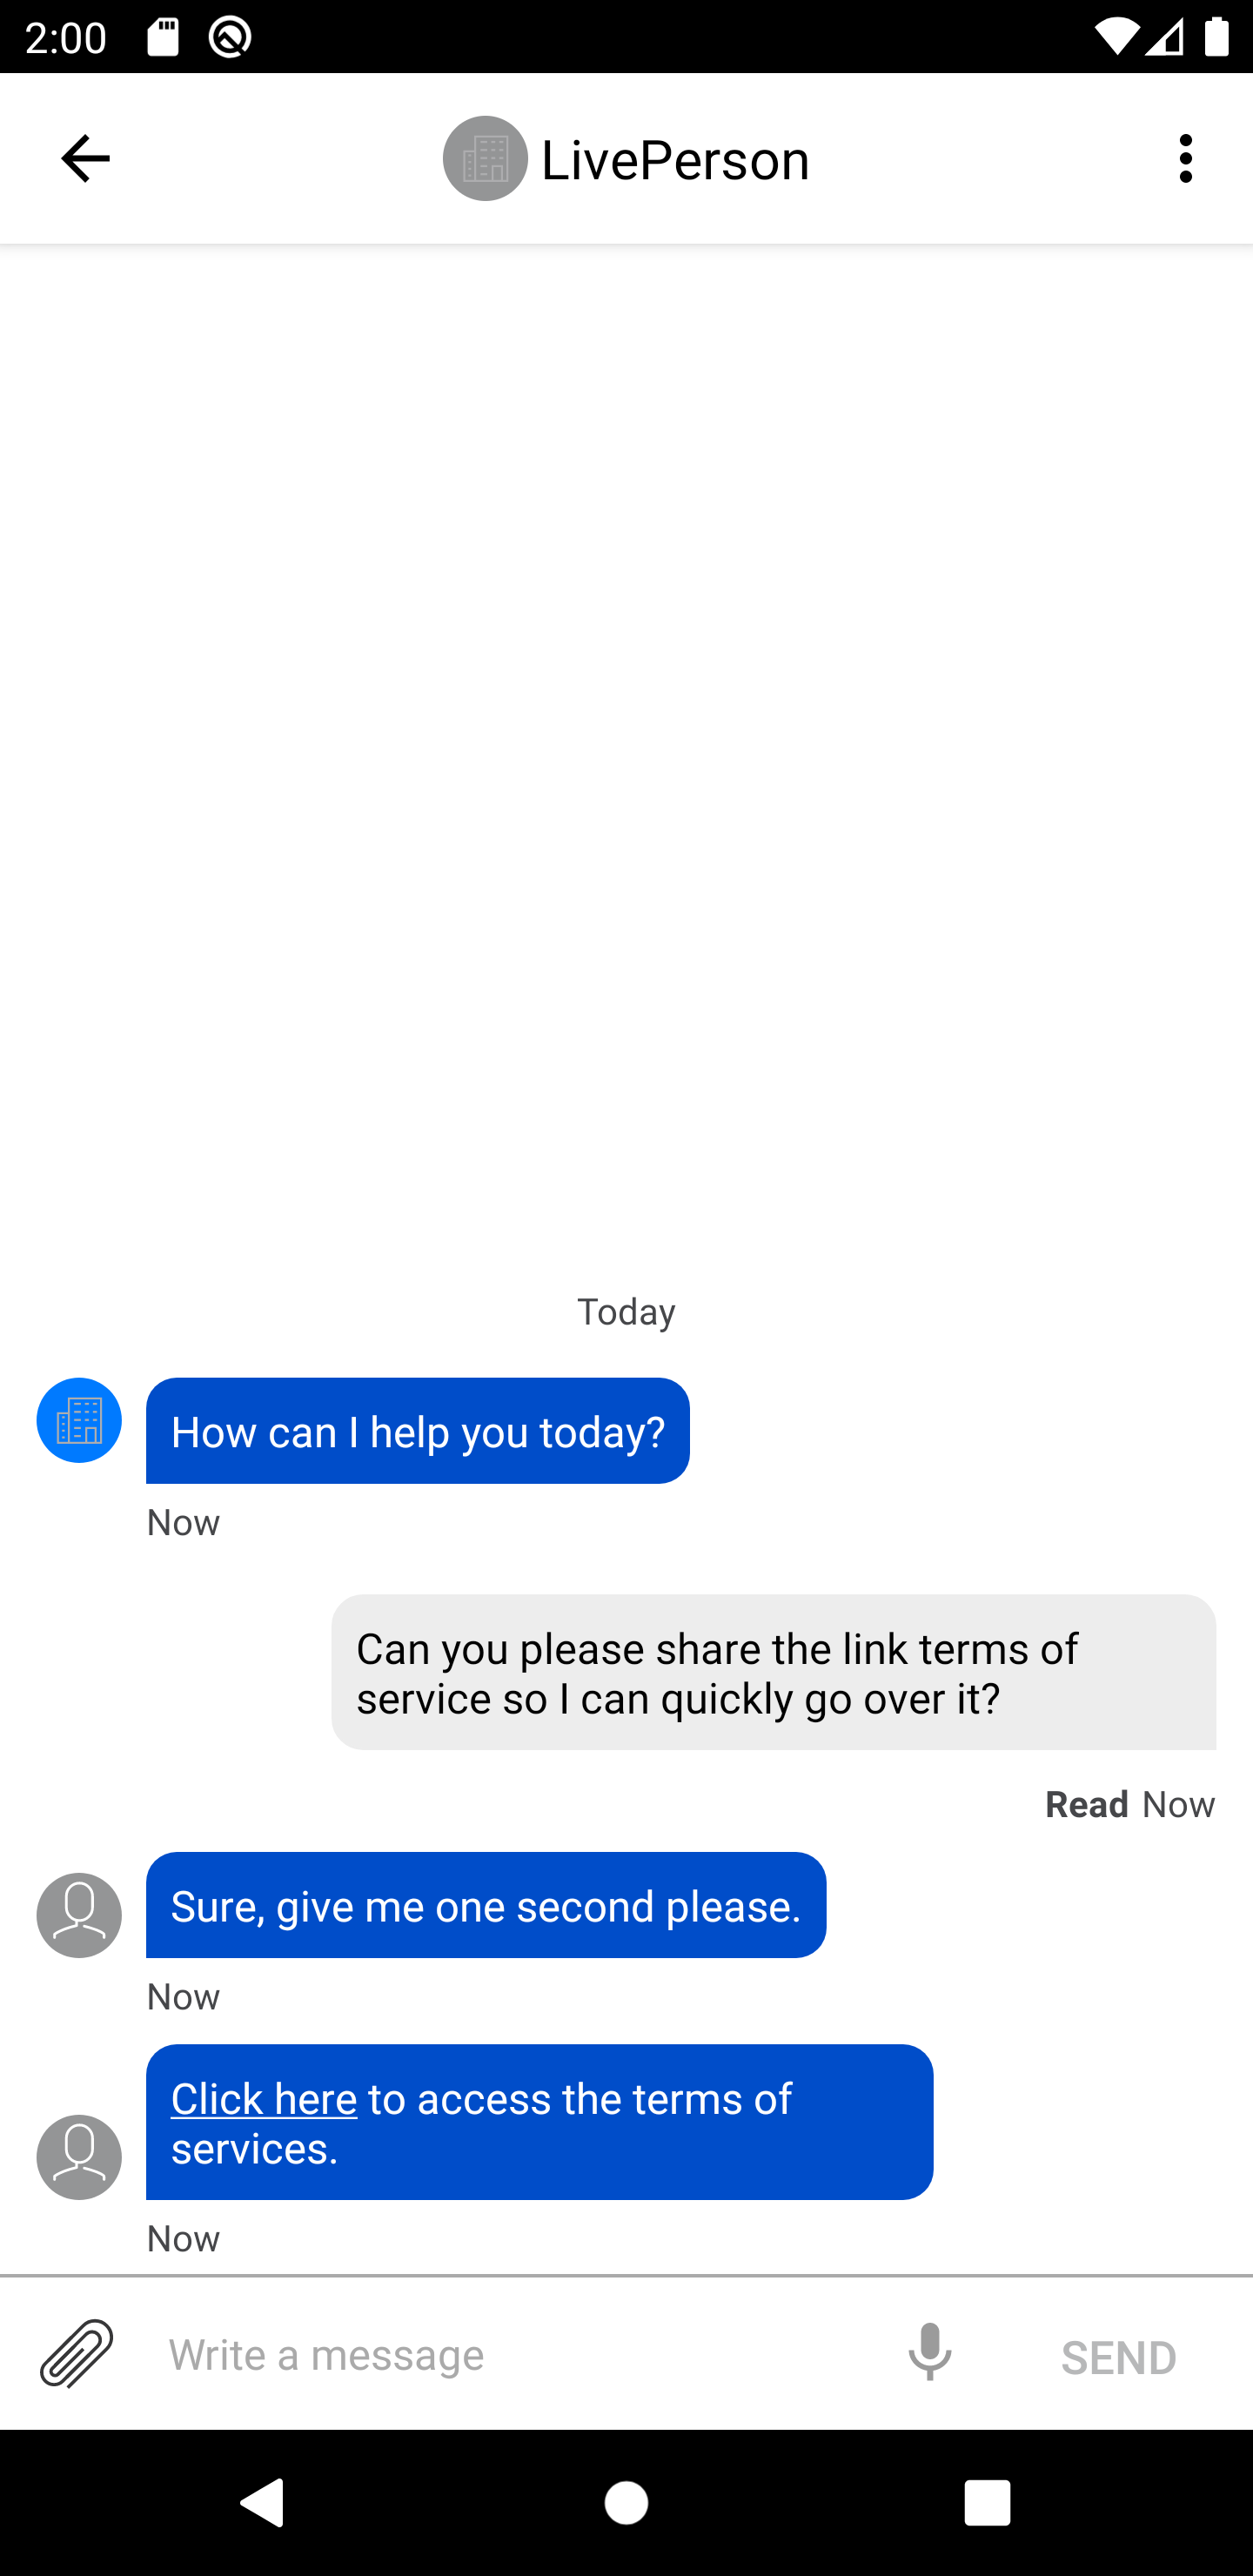 2:00
LivePerson
Today
How can I help you today?
Now
Can you please share the link terms of
service so I can quickly go over it?
Read Now
Sure, give me one second please.
Now
Click here to access the terms of
services.
Now
Write a message
SEND